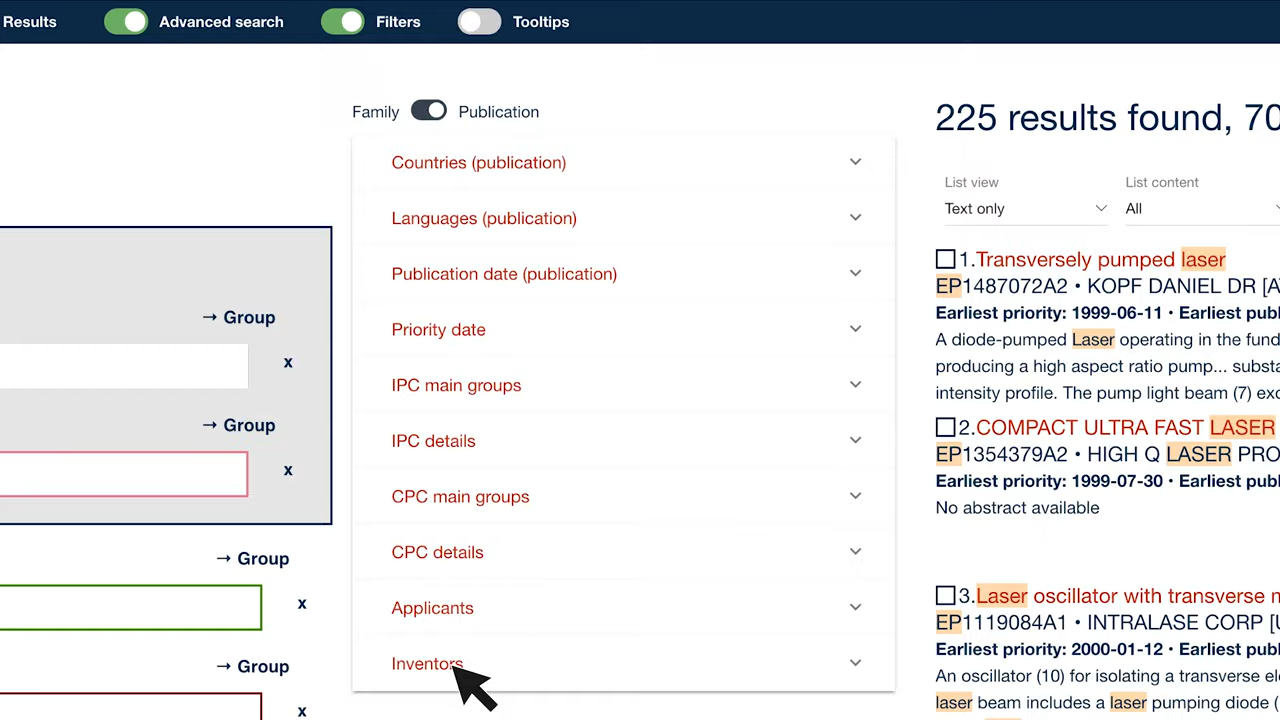 Results Advanced search Filters Tooltips
→ Group
x
→ Group
x
→ Group
x
→ Group
x
Family Publication
Countries (publication)
Languages (publication)
Publication date (publication)
Priority date
IPC main groups
IPC details
CPC main groups
CPC details
Applicants
Inventors
225 results found, 70
List view List content
Text only All
1.Transversely pumped laser
EP1487072A2 • KOPF DANIEL DR [A
Earliest priority: 1999-06-11 • Earliest publ
A diode-pumped Laser operating in the fund
producing a high aspect ratio pump... substa
intensity profile. The pump light beam (7) exc
2.COMPACT ULTRA FAST LASER
EP1354379A2 • HIGH Q LASER PRO
Earliest priority: 1999-07-30 • Earliest publ
No abstract available
3.Laser oscillator with transverse m
EP1119084A1 • INTRALASE CORP [U
Earliest priority: 2000-01-12 • Earliest publ
An oscillator (10) for isolating a transverse ele
laser beam includes a laser pumping diode (